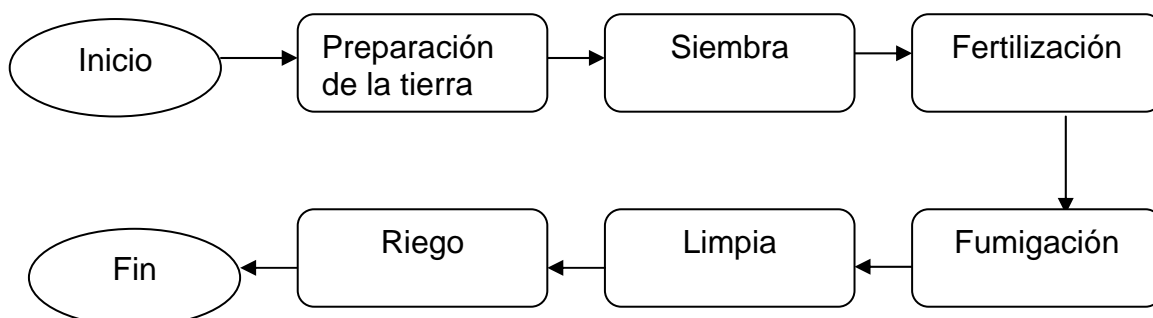 Inicio
Preparación
de la tierra
Siembra
Fertilización
Fumigación
Limpia
Riego
Fin